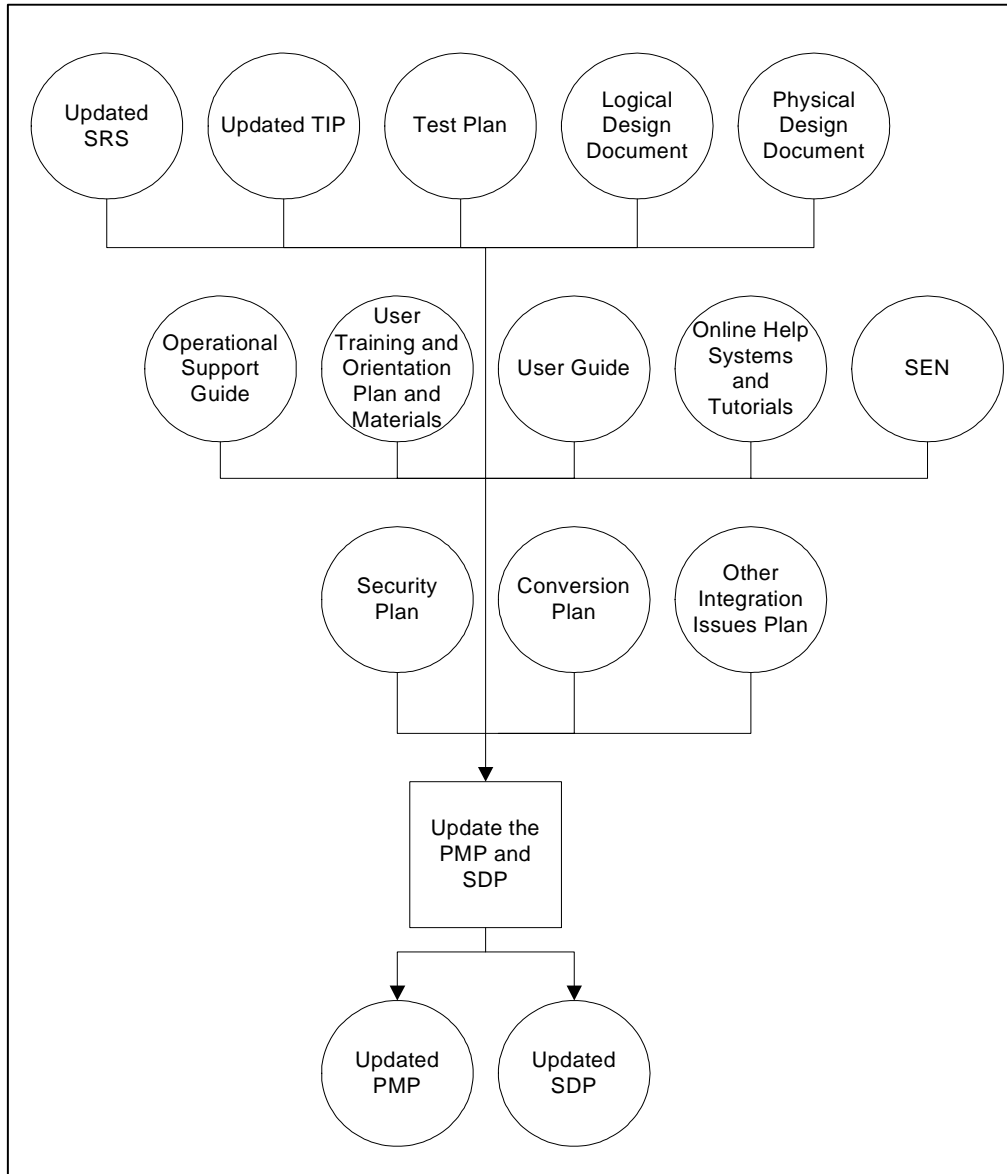 Updated
SRS
Updated TIP
Test Plan
Logical
Design
Document
Physical
Design
Document
Operational
Support
Guide
User
Training and
Orientation
Plan and
Materials
User Guide
Online Help
Systems
and
Tutorials
SEN
Security
Plan
Conversion
Plan
Other
Integration
Issues Plan
Update the
PMP and
SDP
Updated
PMP
Updated
SDP